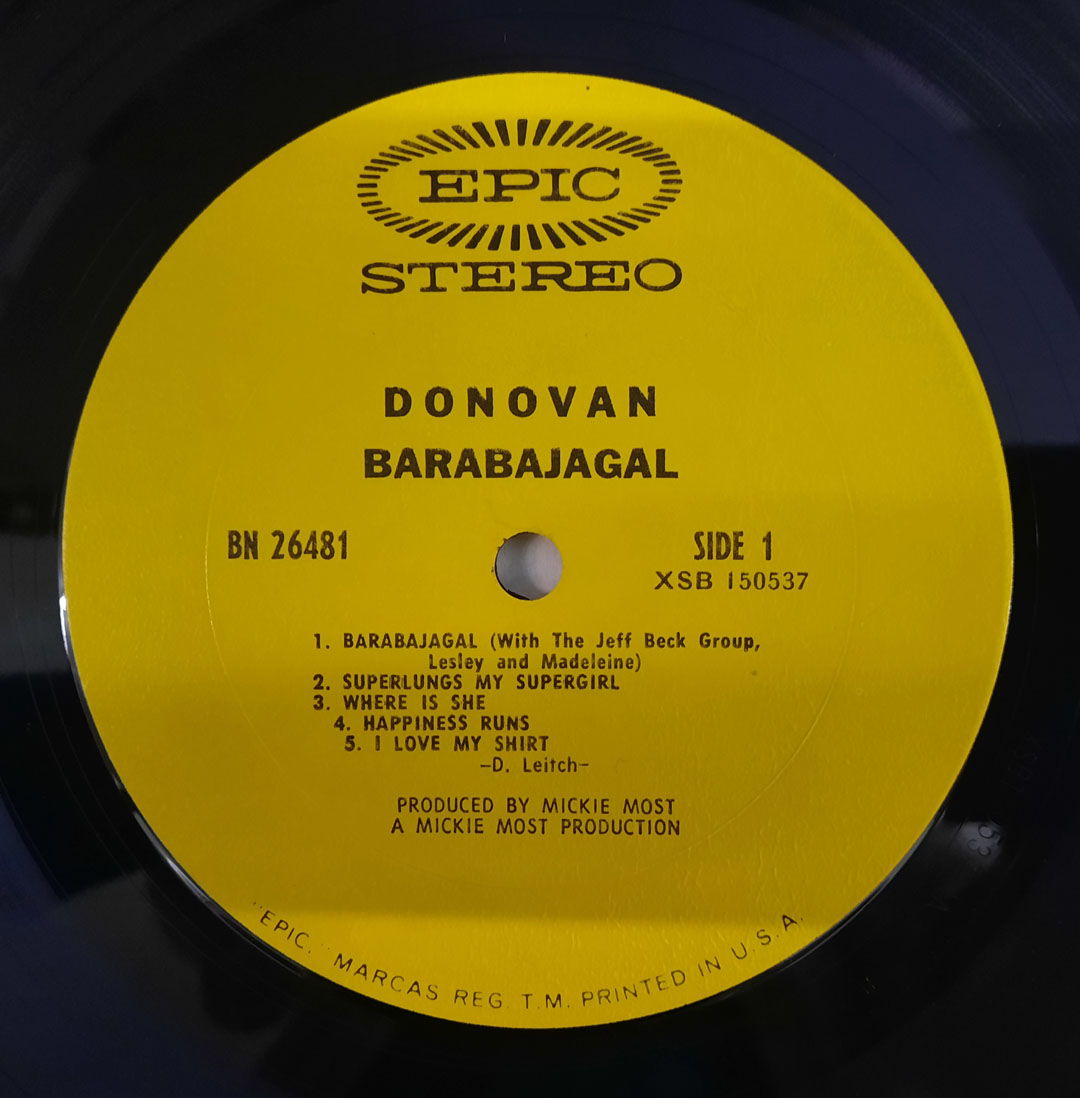 EPIC
STEREO
DONOVAN
BARABAJAGAL
BN 26481
SIDE 1
XSB 150537
1. BARABAJAGAL (With The Jeff Beck Group,
Lesley and Madeleine)
2. SUPERLUNGS MY SUPERGIRL
3. WHERE IS SHE
4. HAPPINESS RUNS
5. I LOVE MY SHIRT
—D. Leitch—
PRODUCED BY MICKIE MOST
A MICKIE MOST PRODUCTION
"EPIC," MARCAS REG. T.M. PRINTED IN U.S.A.